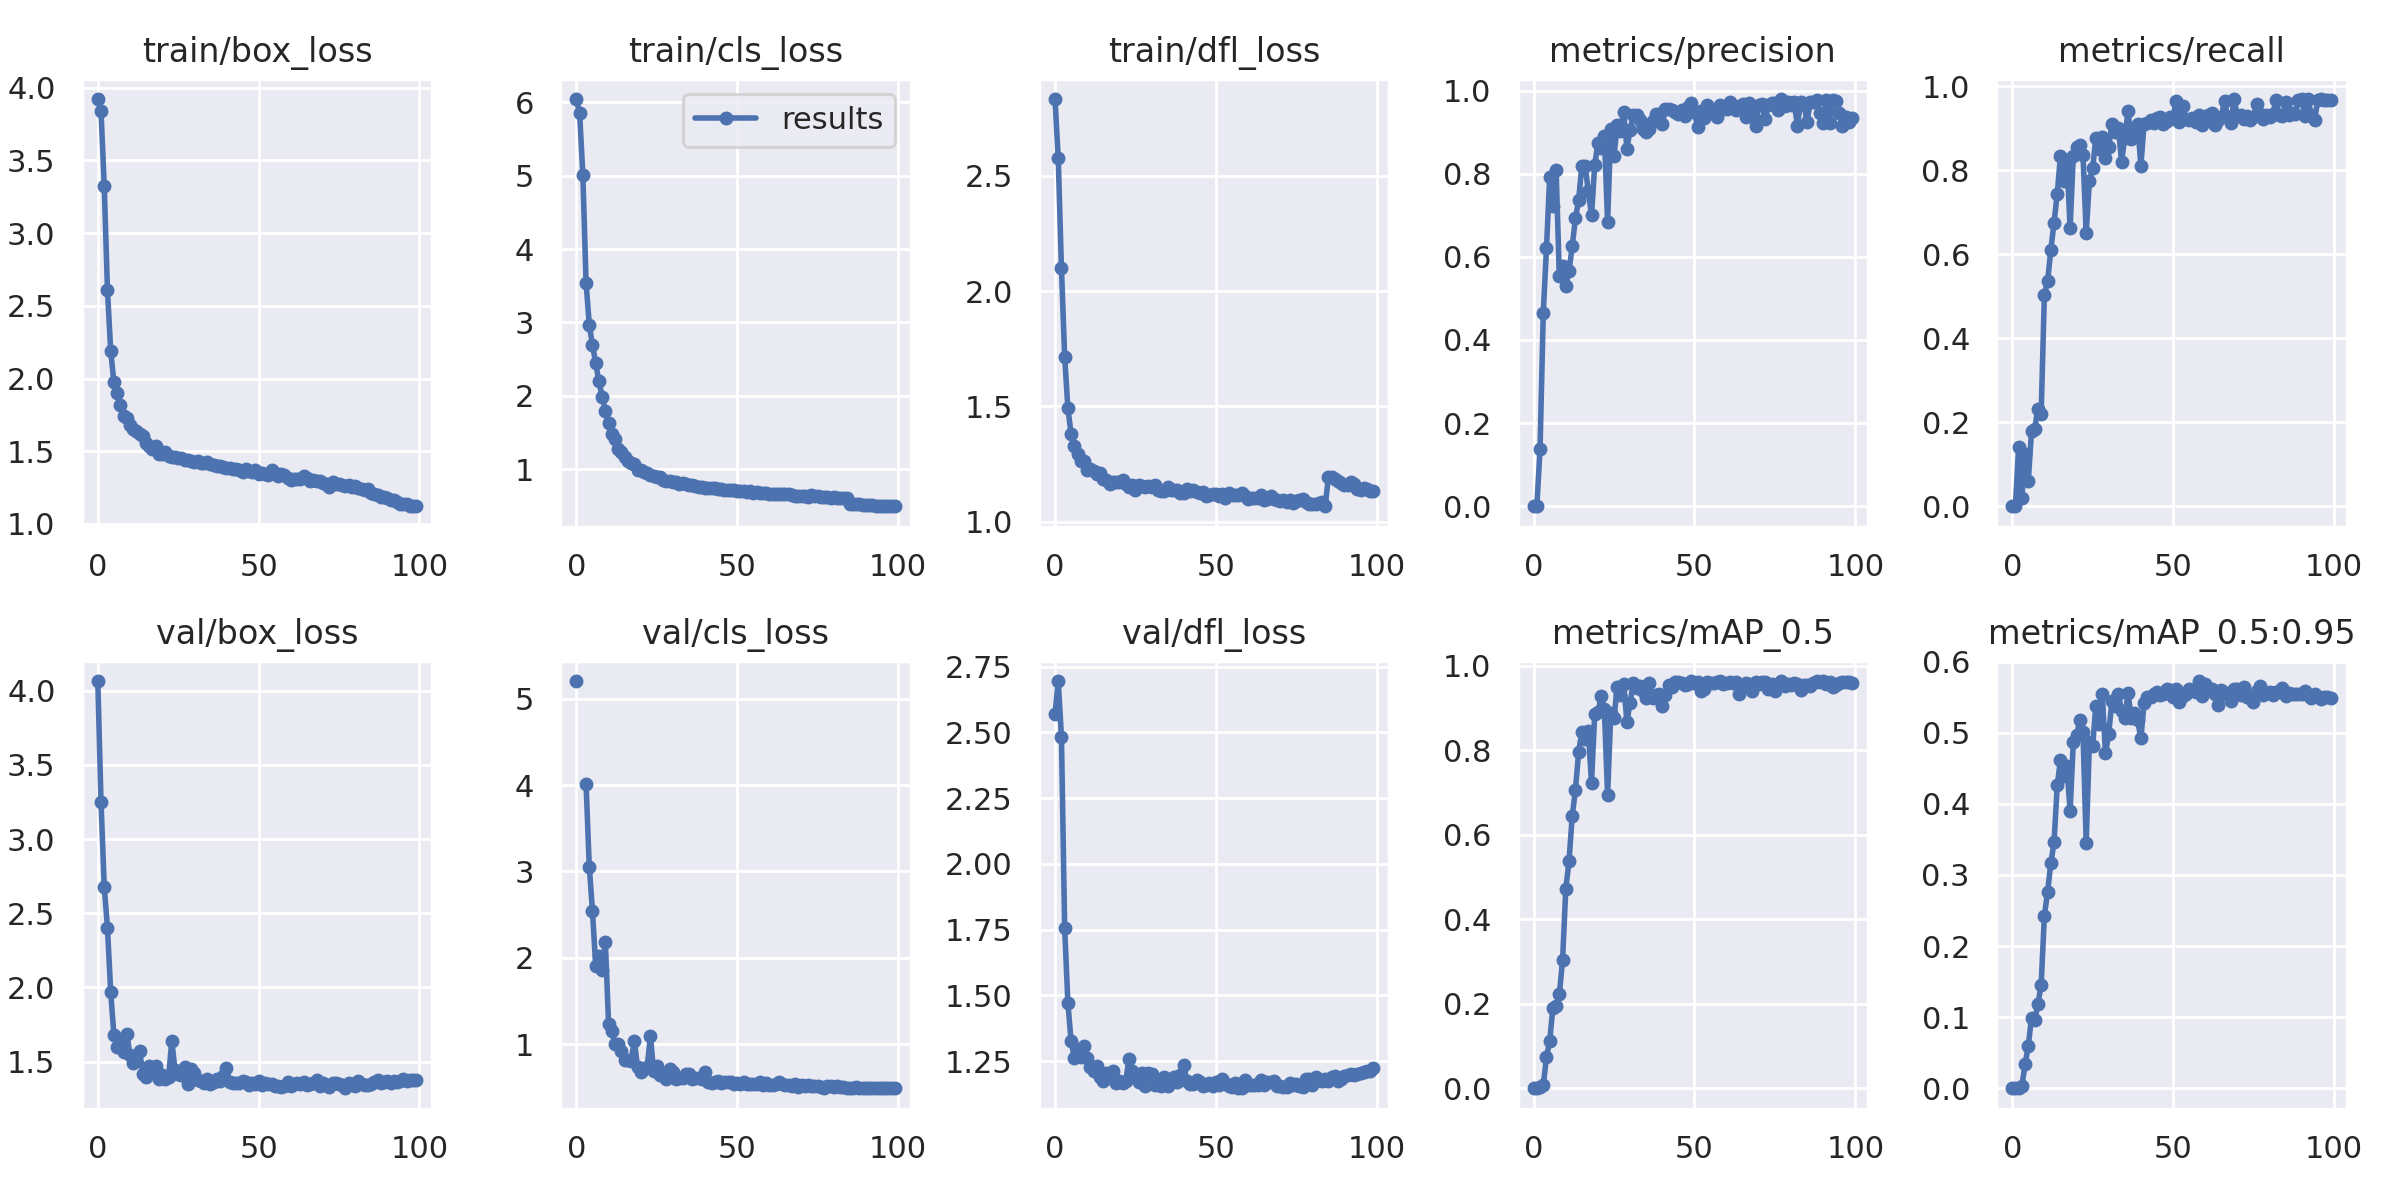 train/box_loss
4.0
3.5
3.0
2.5
2.0
1.5
1.0
0 50 100
train/cls_loss
results
6
5
4
3
2
1
0 50 100
train/dfl_loss
2.5
2.0
1.5
1.0
0 50 100
metrics/precision
1.0
0.8
0.6
0.4
0.2
0.0
0 50 100
metrics/recall
1.0
0.8
0.6
0.4
0.2
0.0
0 50 100
val/box_loss
4.0
3.5
3.0
2.5
2.0
1.5
0 50 100
val/cls_loss
5
4
3
2
1
0 50 100
val/dfl_loss
2.75
2.50
2.25
2.00
1.75
1.50
1.25
0 50 100
metrics/mAP_0.5
1.0
0.8
0.6
0.4
0.2
0.0
0 50 100
metrics/mAP_0.5:0.95
0.6
0.5
0.4
0.3
0.2
0.1
0.0
0 50 100